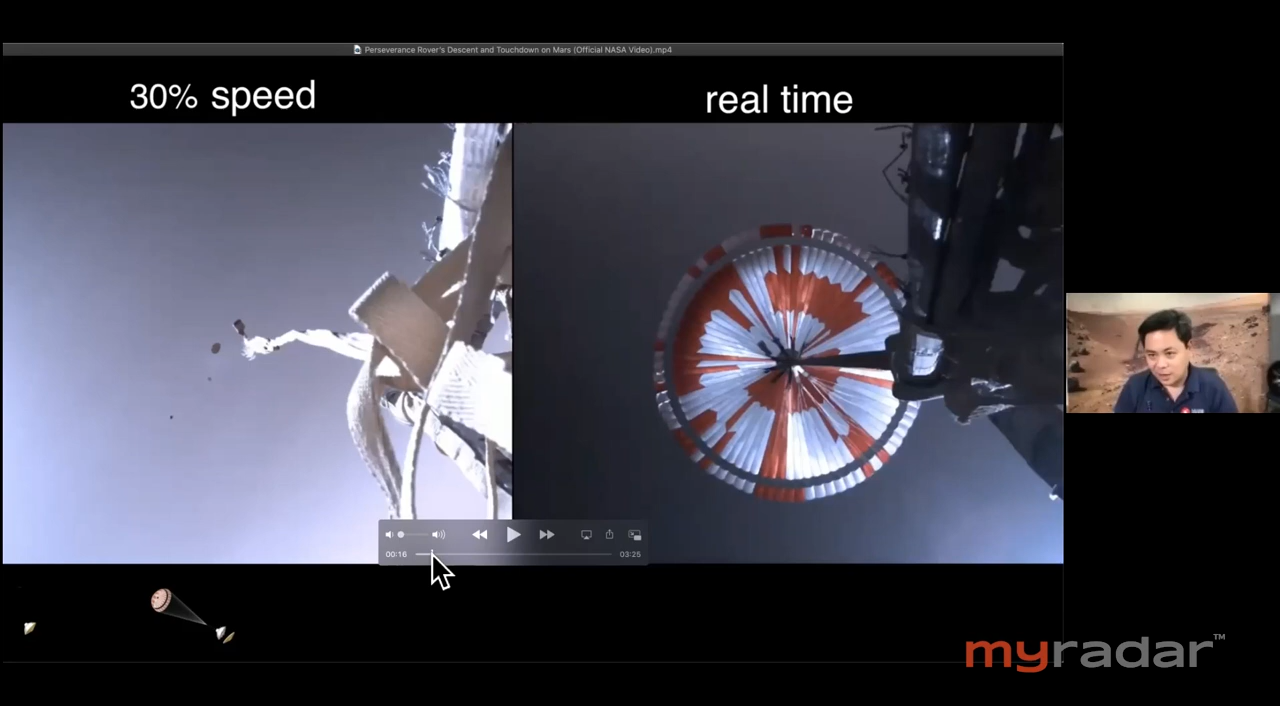 Perseverance Rover's Descent and Touchdown on Mars (Official NASA Video).mp4
30% speed
real time
00:16
03:25
myradar™